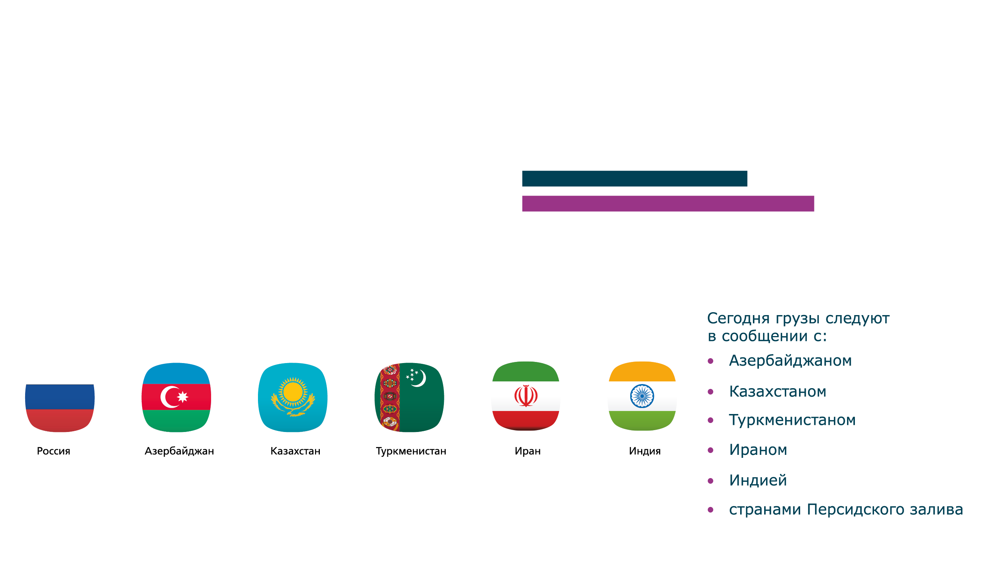 Сегодня грузы следуют
в сообщении с:
• Азербайджаном
• Казахстаном
• Туркменистаном
• Ираном
• Индией
• странами Персидского залива
Россия
Азербайджан
Казахстан
Туркменистан
Иран
Индия